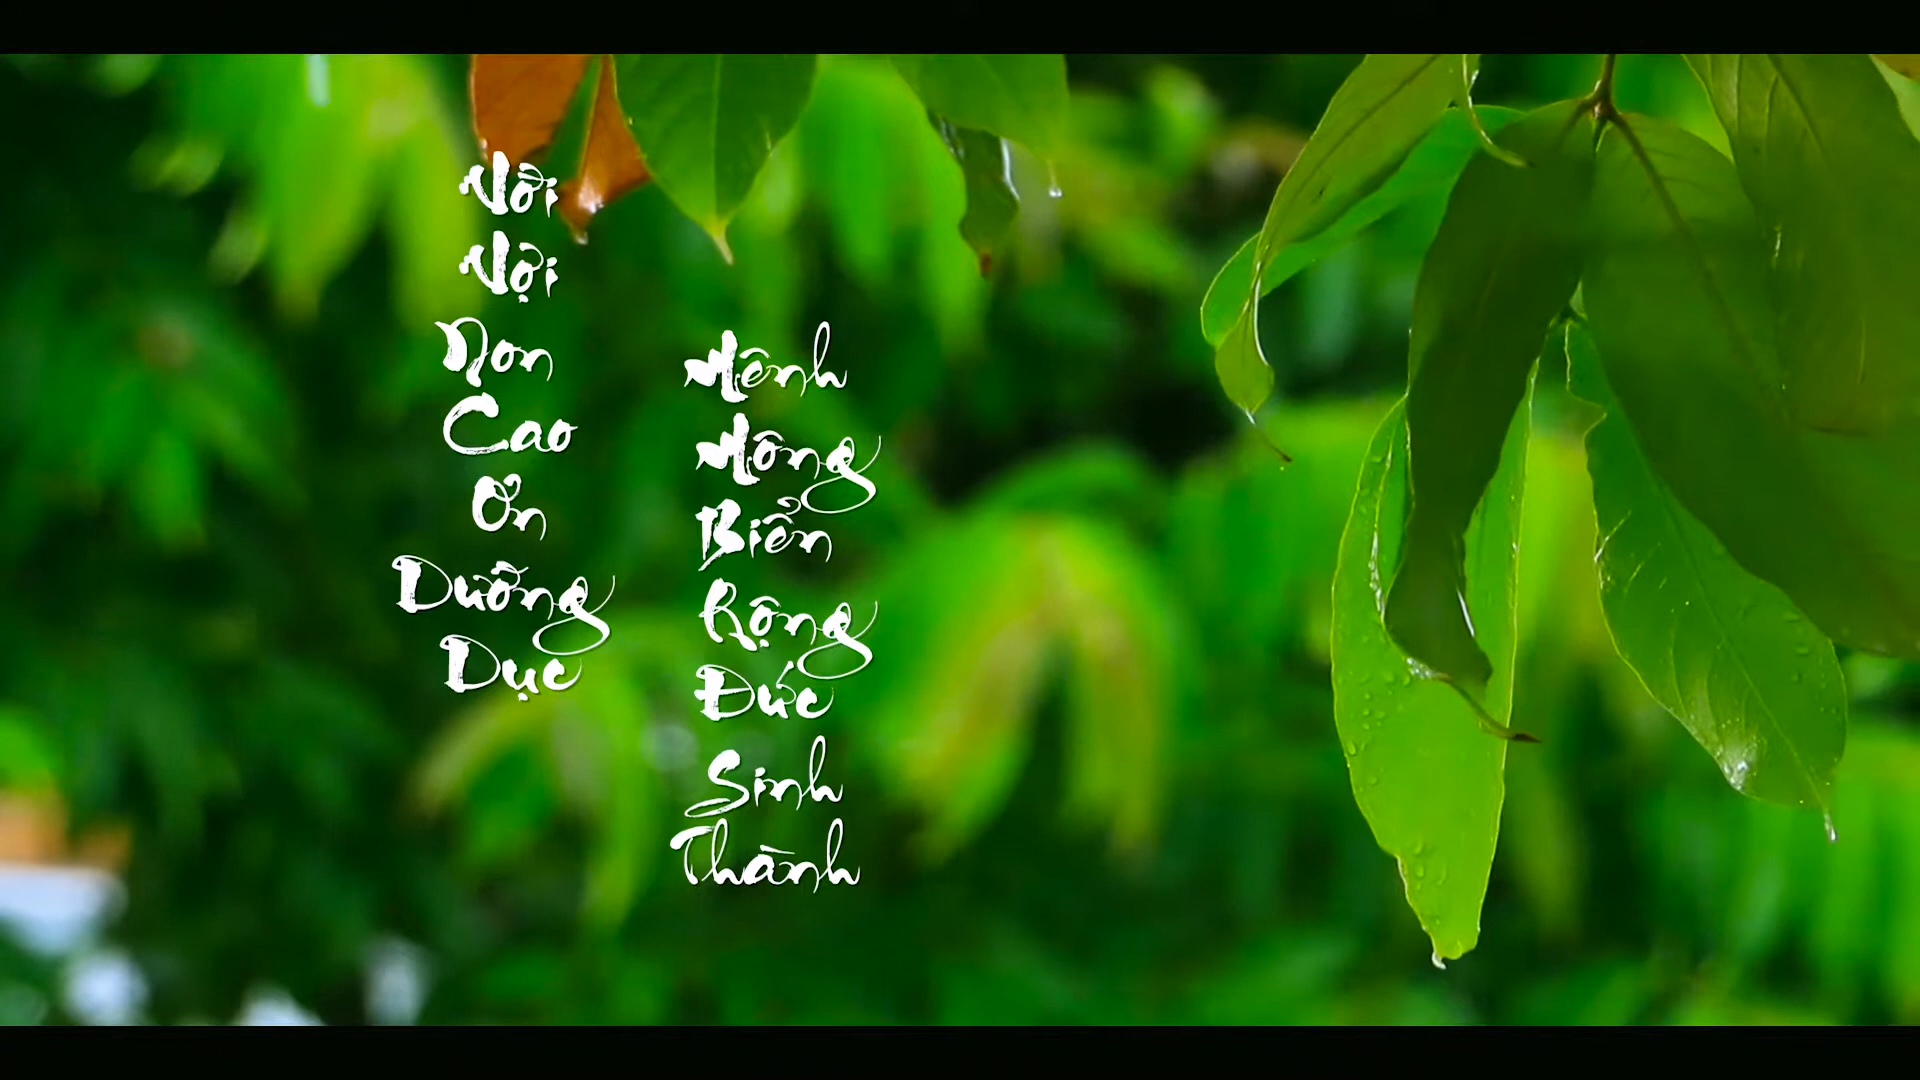 Vời
Vợi
Non
Cao
Ơn
Dưỡng
Dục
Mênh
Mông
Biển
Rộng
Đức
Sinh
Thành